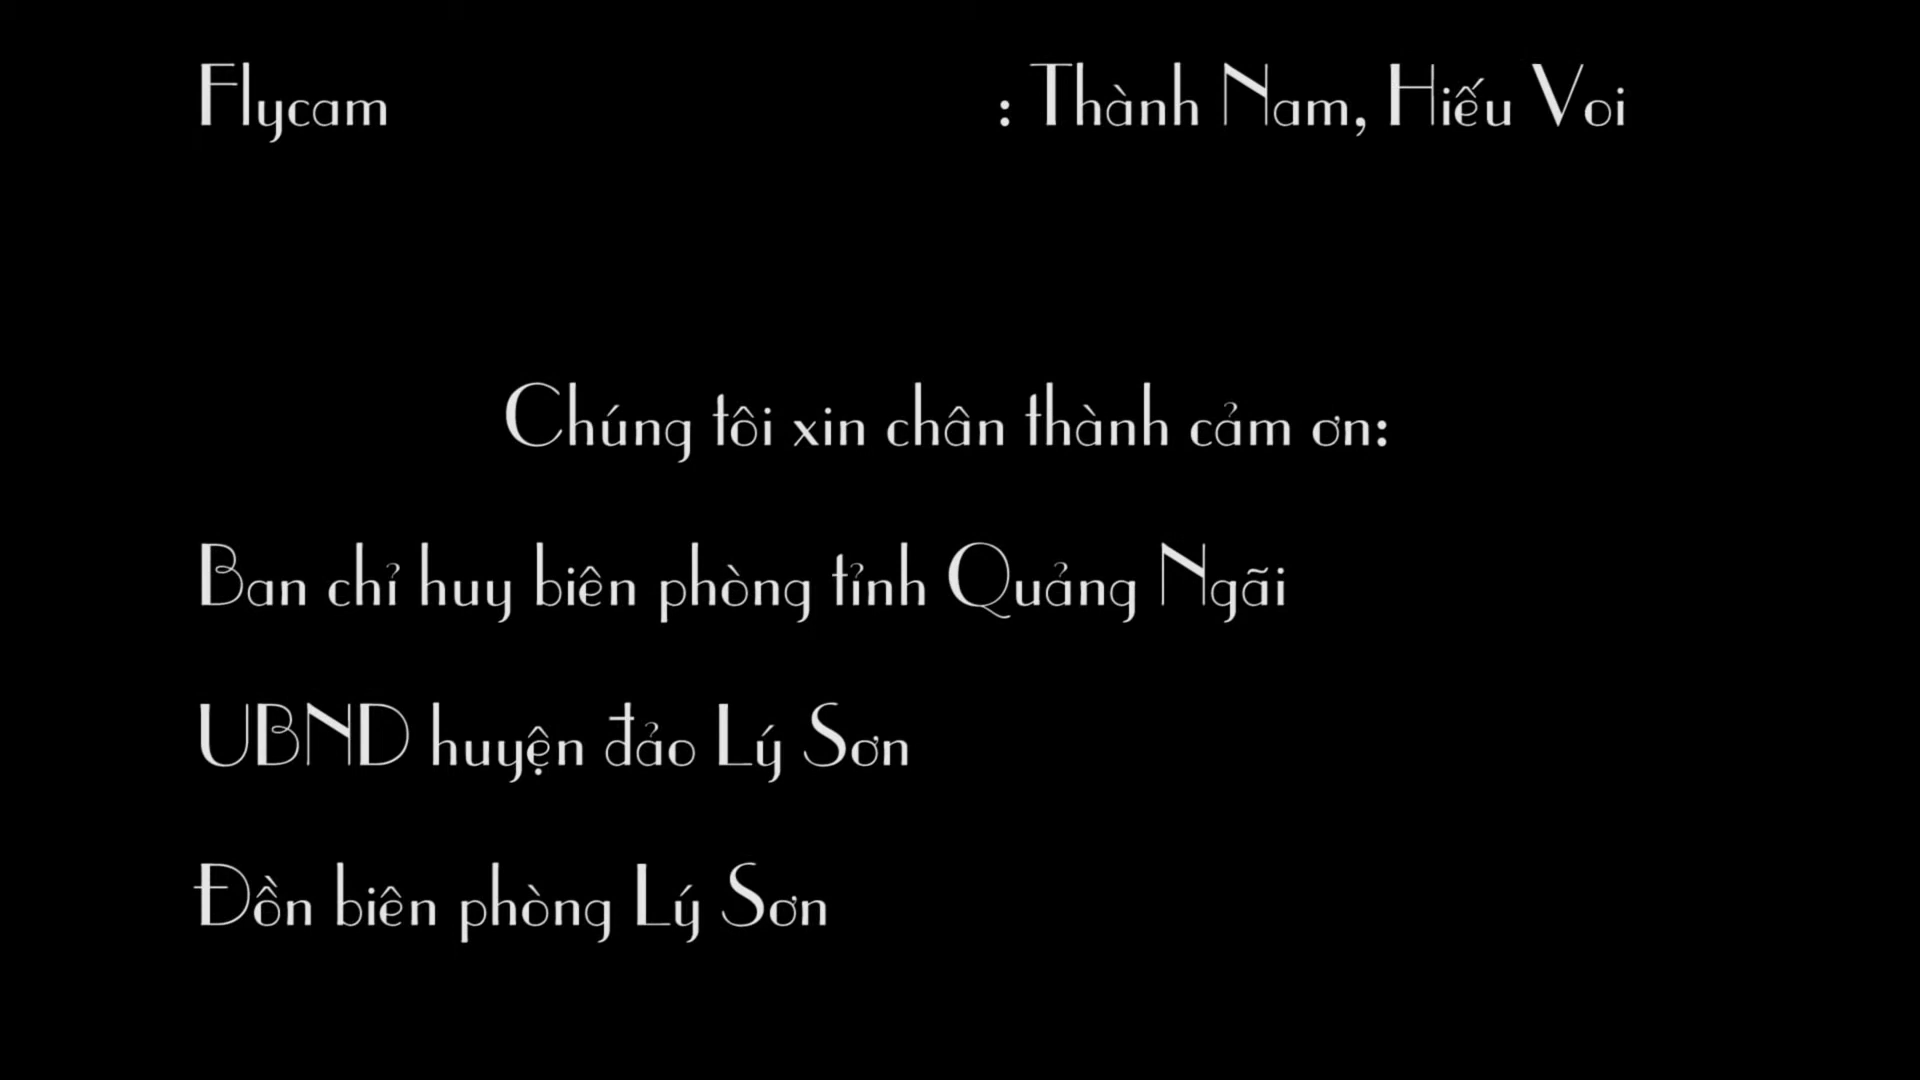 Flycam : Thành Nam, Hiếu Voi
Chúng tôi xin chân thành cảm ơn:
Ban chỉ huy biên phòng tỉnh Quảng Ngãi
UBND huyện đảo Lý Sơn
Đồn biên phòng Lý Sơn